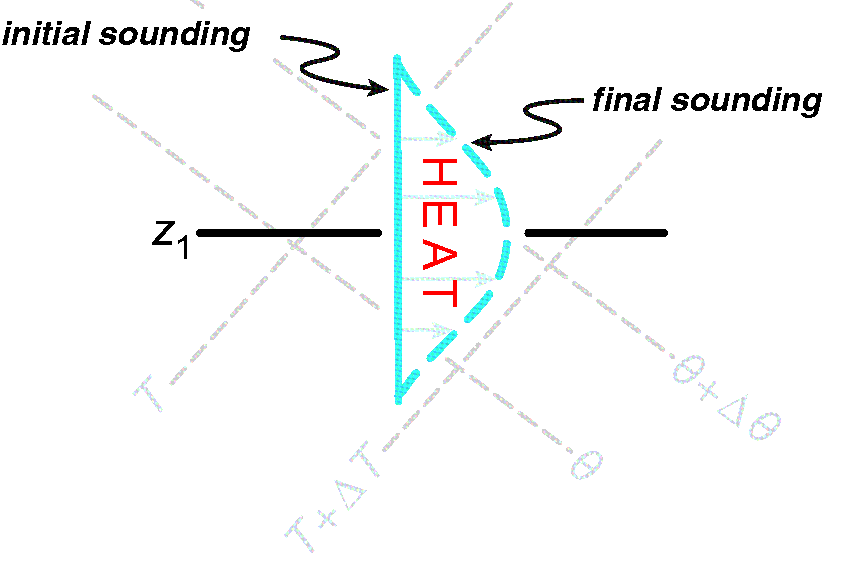 initial sounding
final sounding
HEAT
z1
T
T+ΔT
θ
θ+Δθ